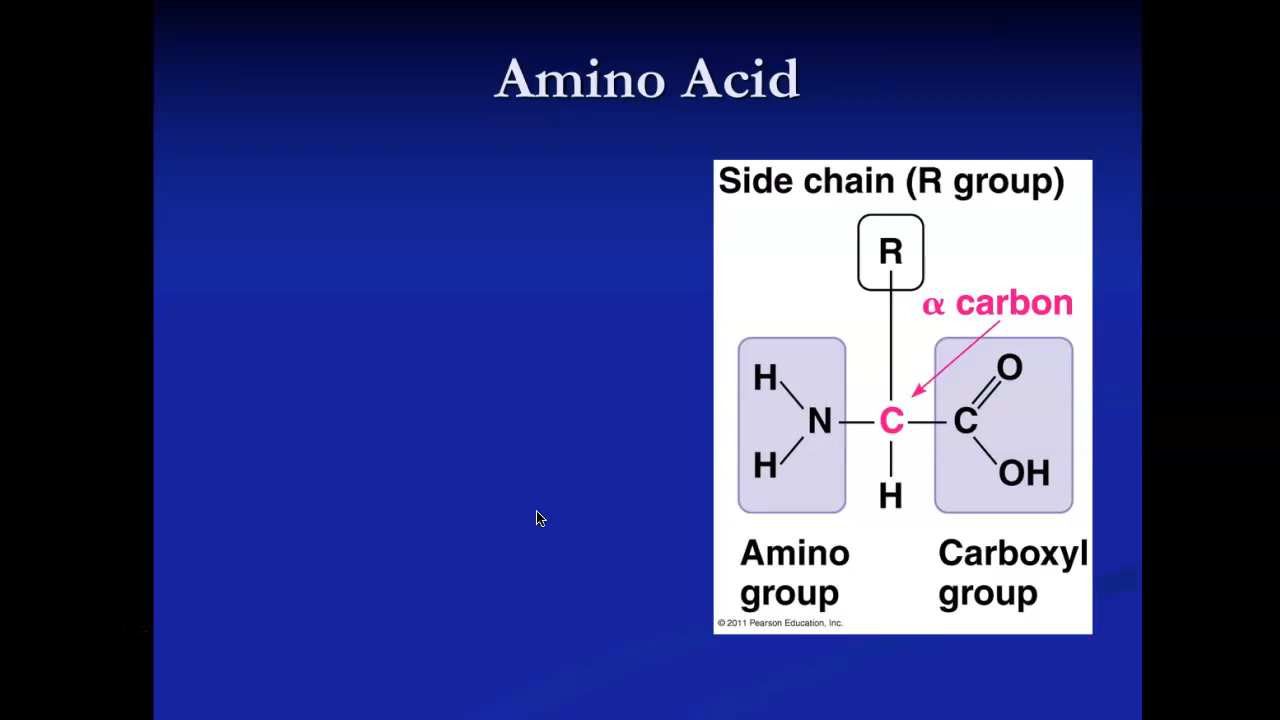 Amino Acid
Side chain (R group)
R
α carbon
H
O
N
C
C
H
OH
H
Amino group
Carboxyl group
© 2011 Pearson Education, Inc.